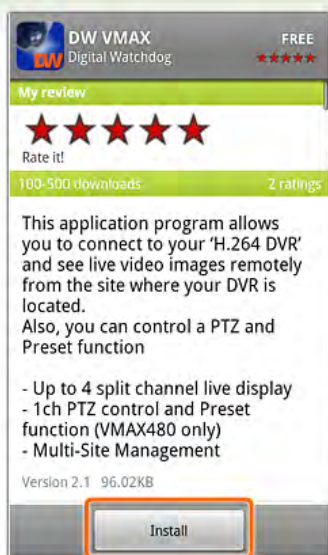 DW VMAX
FREE
DW
Digital Watchdog
My review
Rate it!
100-500 downloads
2 ratings
This application program allows
you to connect to your 'H.264 DVR'
and see live video images remotely
from the site where your DVR is
located.
Also, you can control a PTZ and
Preset function
- Up to 4 split channel live display
- 1ch PTZ control and Preset
function (VMAX480 only)
- Multi-Site Management
Version 2.1 96.02KB
Install